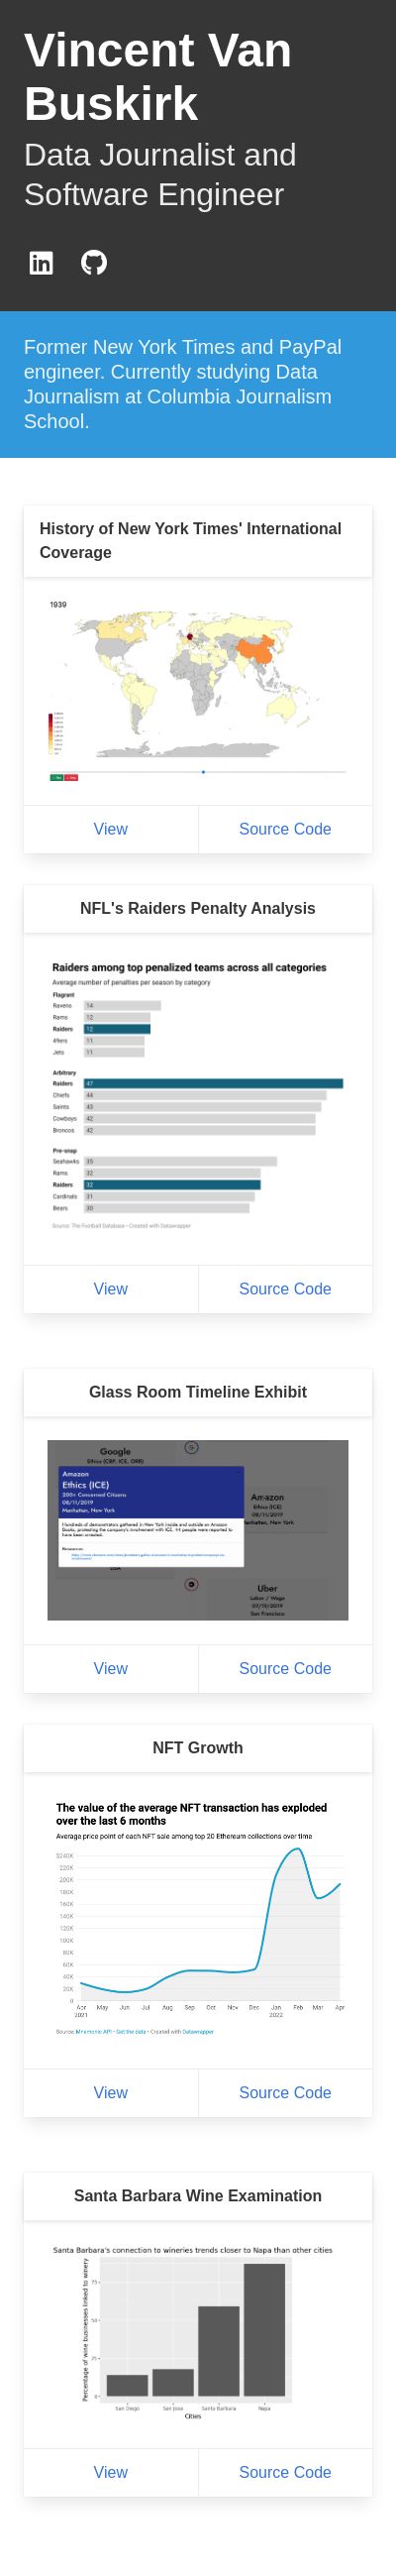 Vincent Van
Buskirk
Data Journalist and
Software Engineer
Former New York Times and PayPal
engineer. Currently studying Data
Journalism at Columbia Journalism
School.
History of New York Times' International
Coverage
1939
View Source Code
NFL's Raiders Penalty Analysis
Raiders among top penalized teams across all categories
Average number of penalties per season by category
Flagrant
Ravens 14
Rams 12
Raiders 12
49ers 11
Jets 11
Arbitrary
Raiders 47
Chiefs 44
Saints 43
Cowboys 42
Broncos 42
Pre-snap
Seahawks 35
Rams 32
Raiders 32
Cardinals 31
Bears 30
Source: The Football Database • Created with Datawrapper
View Source Code
Glass Room Timeline Exhibit
Google
Ethics (CBP, ICE, ORR)
Amazon
Ethics (ICE)
200+ Concerned Citizens
08/11/2019
Manhattan, New York
Amazon
Ethics (ICE)
08/11/2019
Manhattan, New York
Hundreds of demonstrators gathered in New York inside and outside an Amazon
Books, protesting the company's involvement with ICE. 44 people were reported to
have been arrested.
Resources:
USA
Uber
Labor / Wage
San Francisco
View Source Code
NFT Growth
The value of the average NFT transaction has exploded
over the last 6 months
Average price point of each NFT sale among top 20 Ethereum collections over time
$240K
220K
200K
180K
160K
140K
120K
100K
80K
60K
40K
20K
0
Apr May Jun Jul Aug Sep Oct Nov Dec Jan Feb Mar Apr
2021 2022
Source: Mnemonic API • Get the data • Created with Datawrapper
View Source Code
Santa Barbara Wine Examination
Santa Barbara's connection to wineries trends closer to Napa than other cities
Percentage of wine businesses linked to winery
75
50
25
0
San Diego San Jose Santa Barbara Napa
Cities
View Source Code